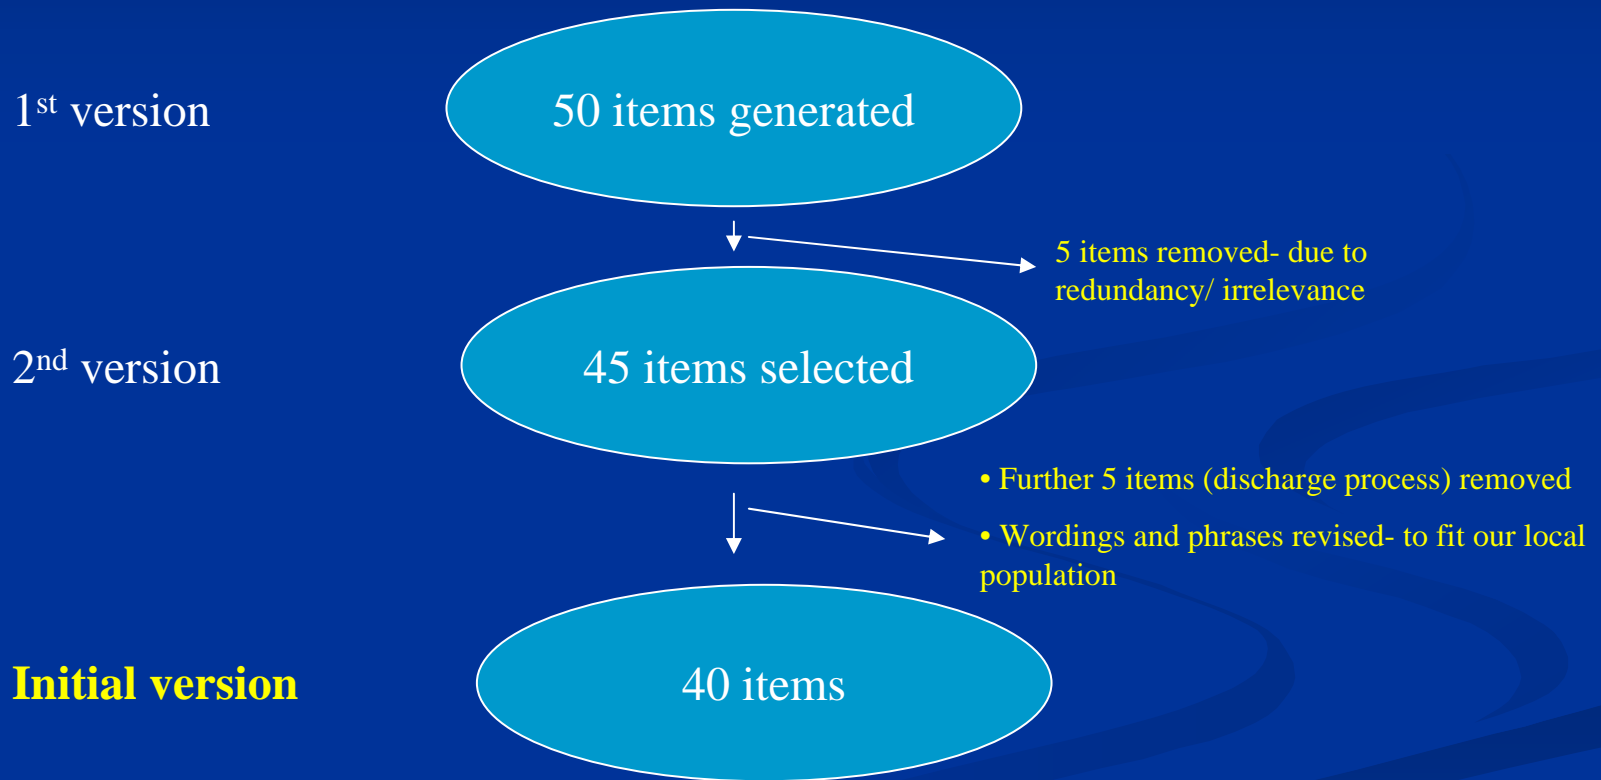 1st version
50 items generated
5 items removed- due to
redundancy/ irrelevance
2nd version
45 items selected
• Further 5 items (discharge process) removed
• Wordings and phrases revised- to fit our local
population
Initial version
40 items